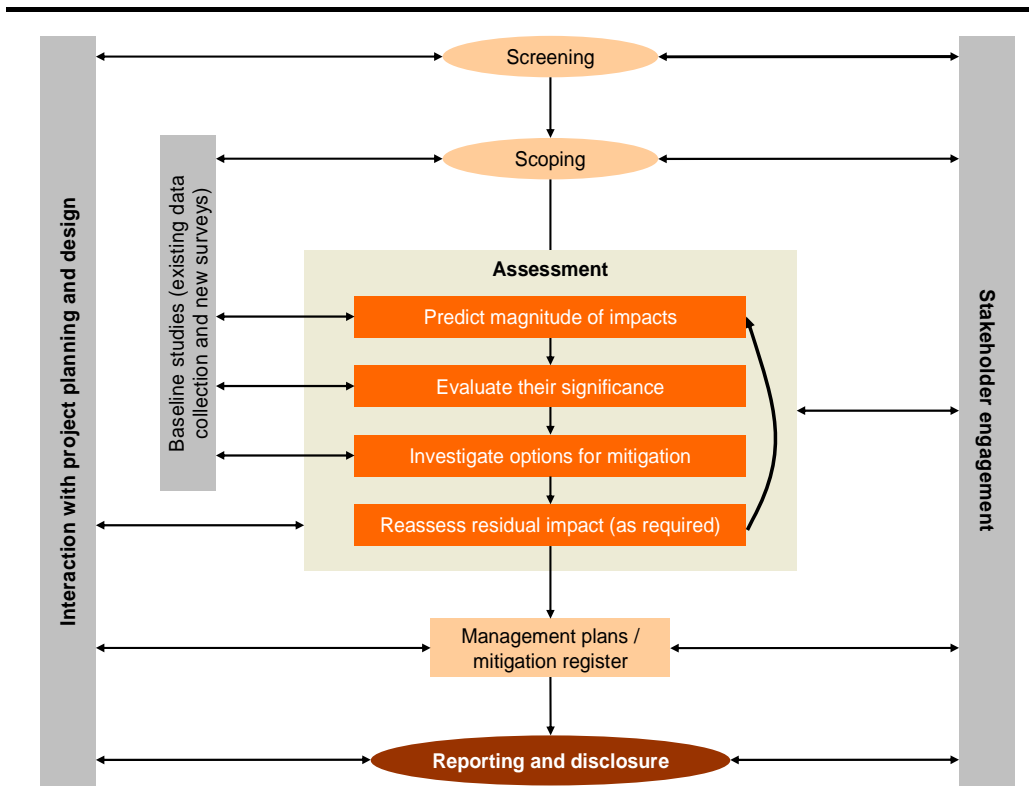 Screening
Scoping
Interaction with project planning and design
Baseline studies (existing data
collection and new surveys)
Assessment
Predict magnitude of impacts
Evaluate their significance
Investigate options for mitigation
Reassess residual impact (as required)
Stakeholder engagement
Management plans /
mitigation register
Reporting and disclosure